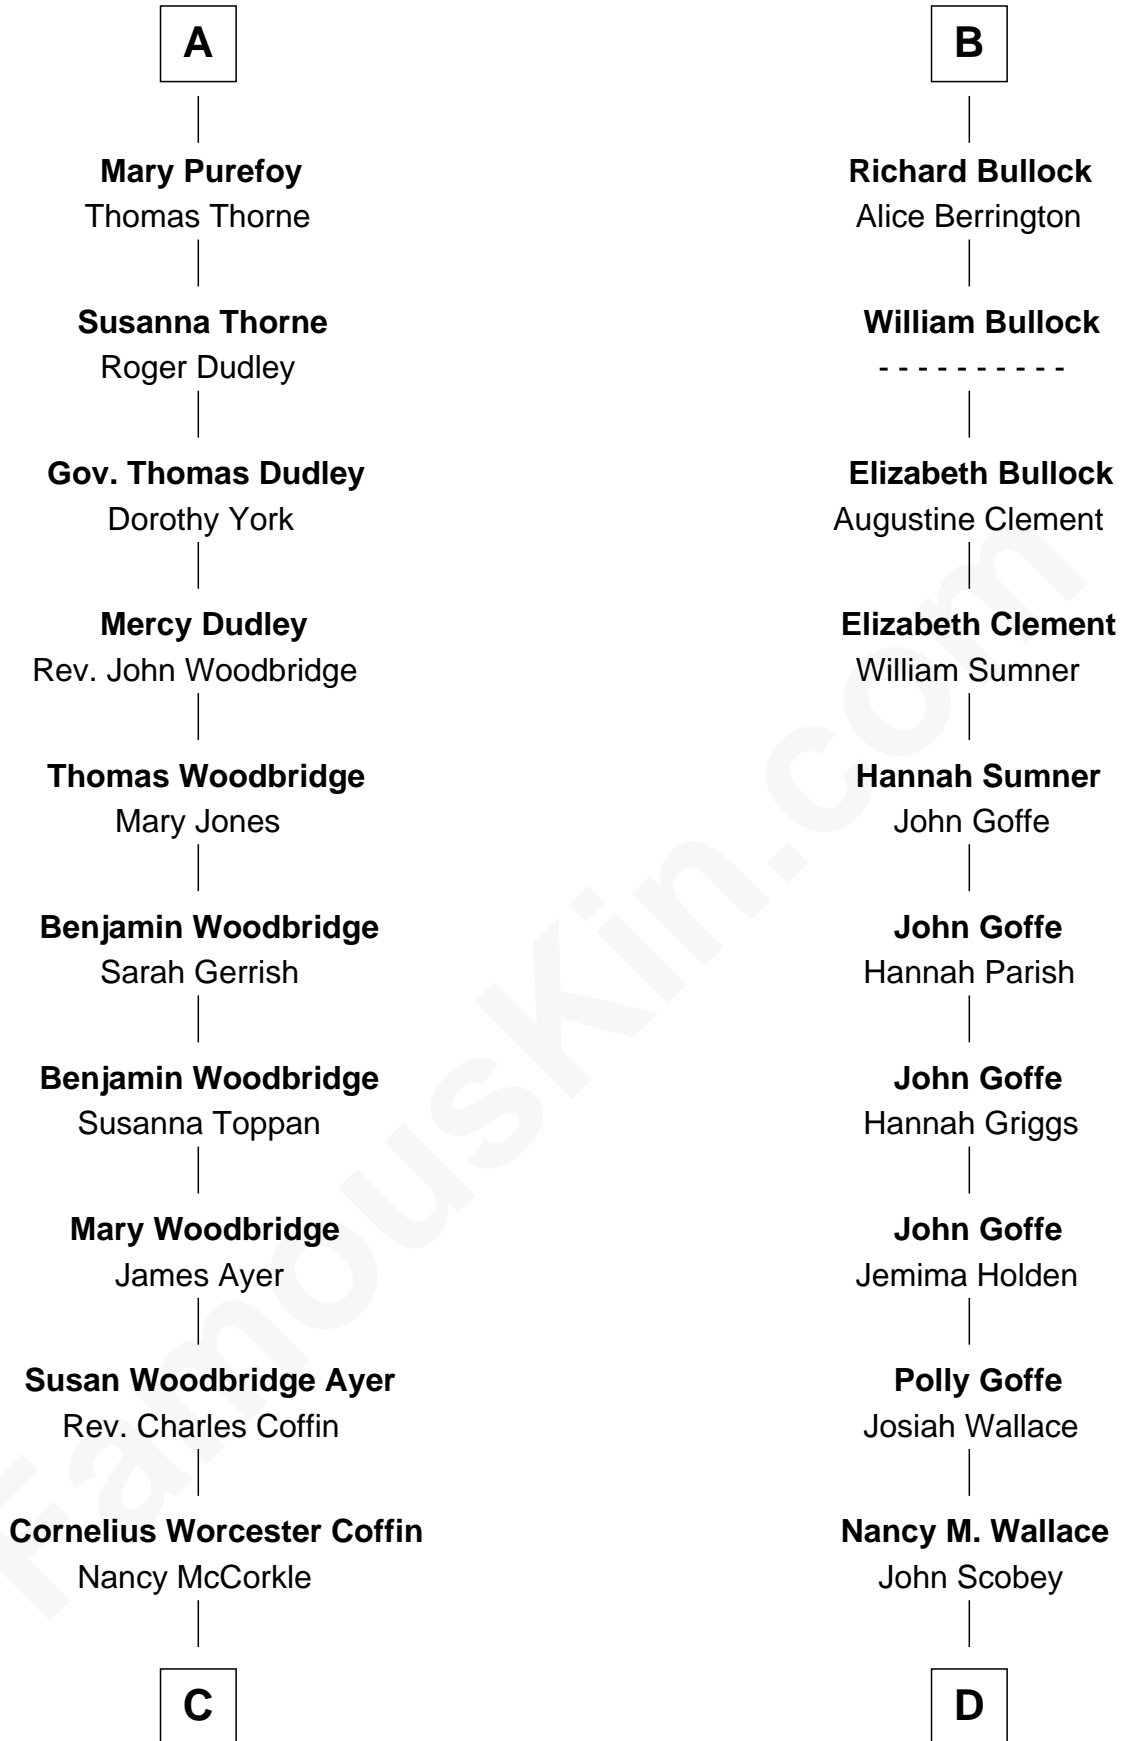 A
Mary Purefoy
Thomas Thorne
Susanna Thorne
Roger Dudley
Gov. Thomas Dudley
Dorothy York
Mercy Dudley
Rev. John Woodbridge
Thomas Woodbridge
Mary Jones
Benjamin Woodbridge
Sarah Gerrish
Benjamin Woodbridge
Susanna Toppan
Mary Woodbridge
James Ayer
Susan Woodbridge Ayer
Rev. Charles Coffin
Cornelius Worcester Coffin
Nancy McCorkle
C
B
Richard Bullock
Alice Berrington
William Bullock
- - - - - - - - - -
Elizabeth Bullock
Augustine Clement
Elizabeth Clement
William Sumner
Hannah Sumner
John Goffe
John Goffe
Hannah Parish
John Goffe
Hannah Griggs
John Goffe
Jemima Holden
Polly Goffe
Josiah Wallace
Nancy M. Wallace
John Scobey
D
FamousKin.com